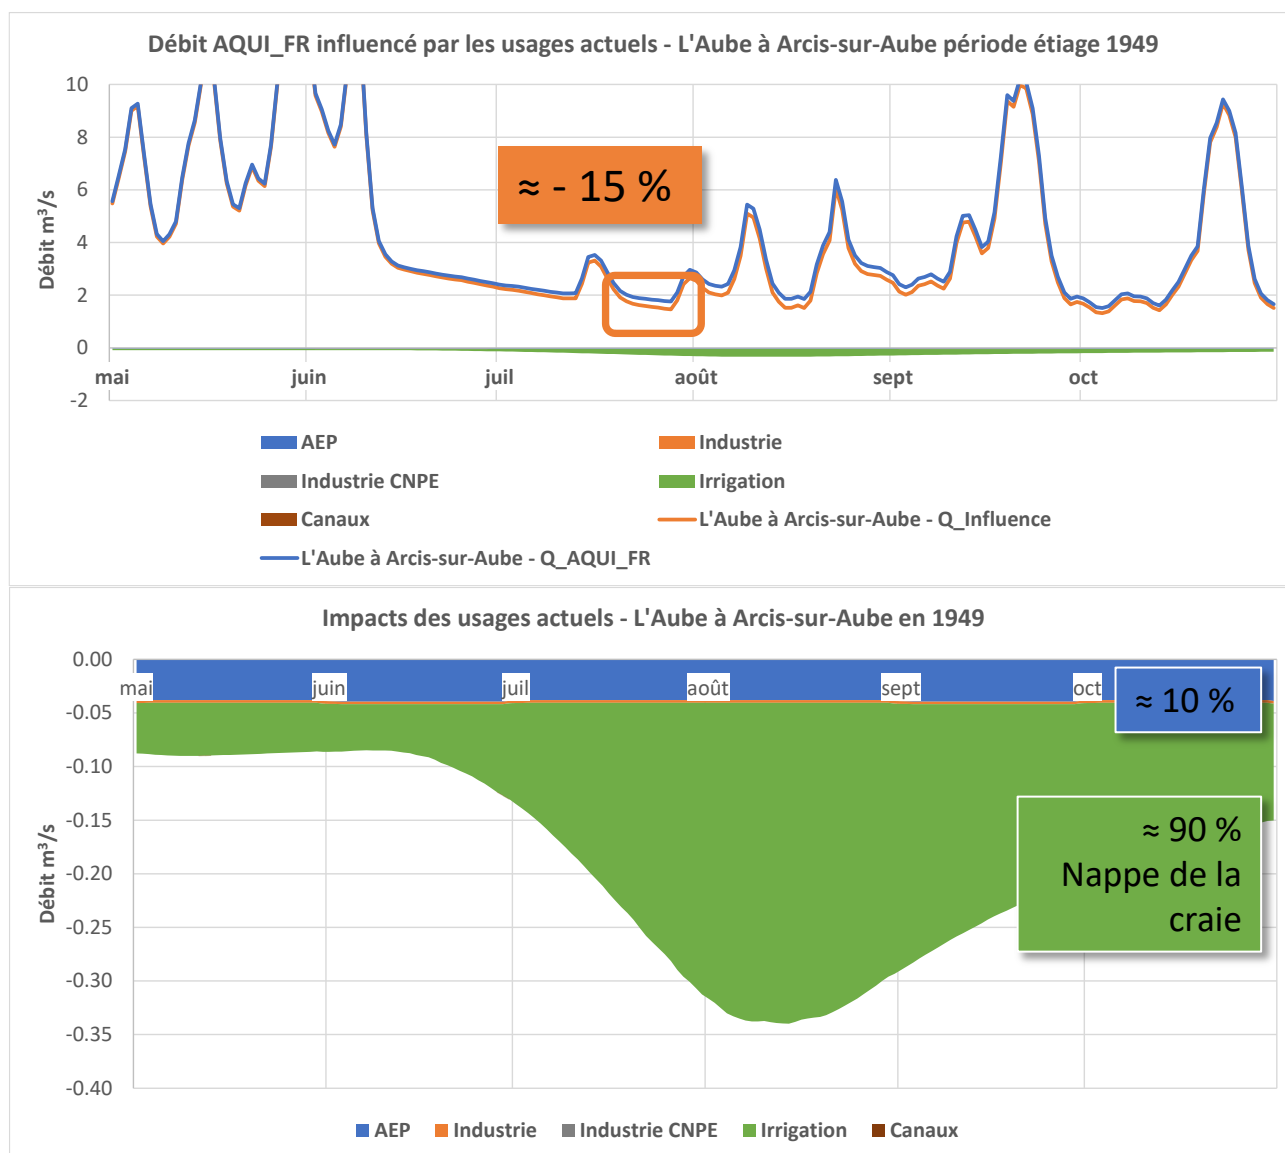 Débit AQUI_FR influencé par les usages actuels - L'Aube à Arcis-sur-Aube période étiage 1949
Débit m³/s
10
8
6
4
2
0
-2
≈ - 15 %
mai juin juil août sept oct
AEP Industrie
Industrie CNPE Irrigation
Canaux L'Aube à Arcis-sur-Aube - Q_Influence
L'Aube à Arcis-sur-Aube - Q_AQUI_FR
Impacts des usages actuels - L'Aube à Arcis-sur-Aube en 1949
Débit m³/s
0.00
-0.05
-0.10
-0.15
-0.20
-0.25
-0.30
-0.35
-0.40
mai juin juil août sept oct
≈ 10 %
≈ 90 %
Nappe de la
craie
AEP Industrie Industrie CNPE Irrigation Canaux